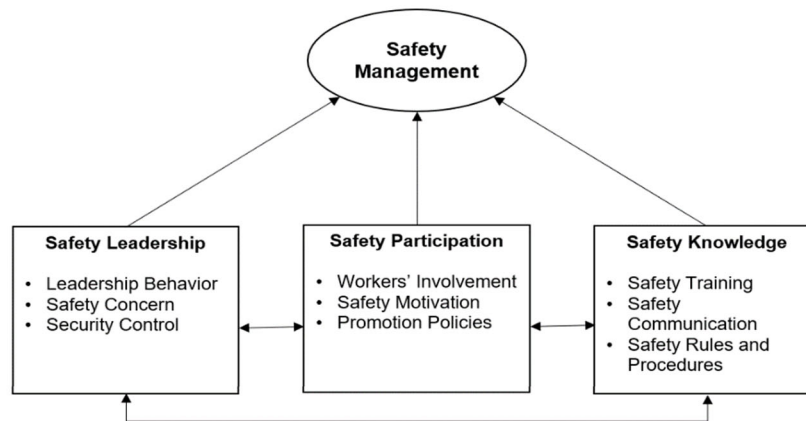 Safety
Management
Safety Leadership
• Leadership Behavior
• Safety Concern
• Security Control
Safety Participation
• Workers’ Involvement
• Safety Motivation
• Promotion Policies
Safety Knowledge
• Safety Training
• Safety
Communication
• Safety Rules and
Procedures